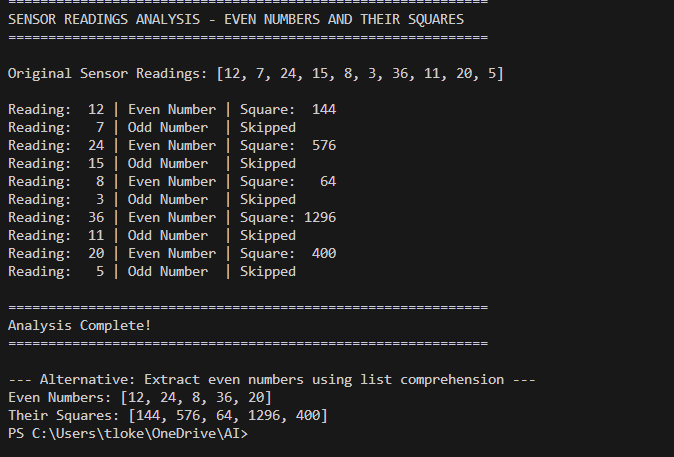 ============================================================
SENSOR READINGS ANALYSIS - EVEN NUMBERS AND THEIR SQUARES
============================================================
Original Sensor Readings: [12, 7, 24, 15, 8, 3, 36, 11, 20, 5]
Reading:  12 | Even Number | Square:  144
Reading:   7 | Odd Number  | Skipped
Reading:  24 | Even Number | Square:  576
Reading:  15 | Odd Number  | Skipped
Reading:   8 | Even Number | Square:   64
Reading:   3 | Odd Number  | Skipped
Reading:  36 | Even Number | Square: 1296
Reading:  11 | Odd Number  | Skipped
Reading:  20 | Even Number | Square:  400
Reading:   5 | Odd Number  | Skipped
============================================================
Analysis Complete!
============================================================
--- Alternative: Extract even numbers using list comprehension ---
Even Numbers: [12, 24, 8, 36, 20]
Their Squares: [144, 576, 64, 1296, 400]
PS C:\Users\tloke\OneDrive\AI>